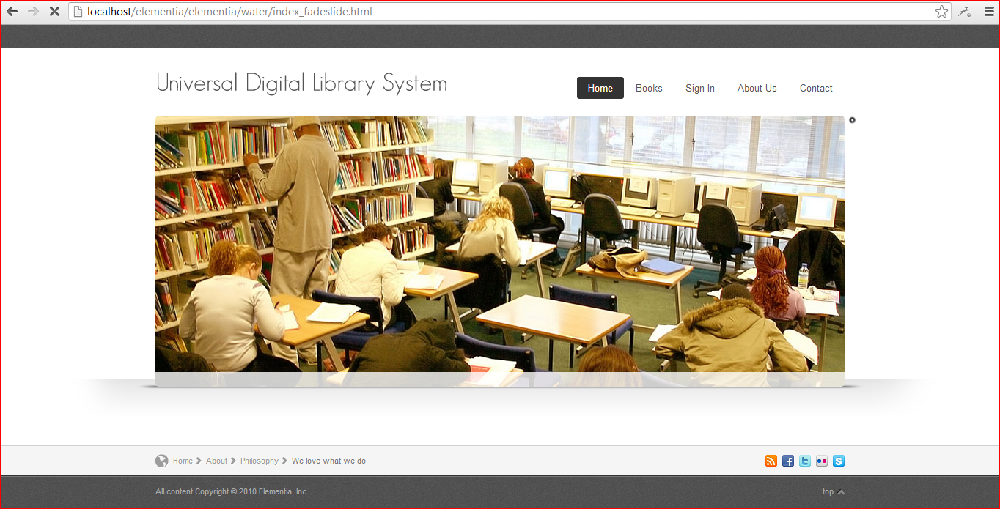 localhost/elementia/elementia/water/index_fadeslide.html
Universal Digital Library System
Home Books Sign In About Us Contact
Home About Philosophy We love what we do
All content Copyright © 2010 Elementia, Inc
top